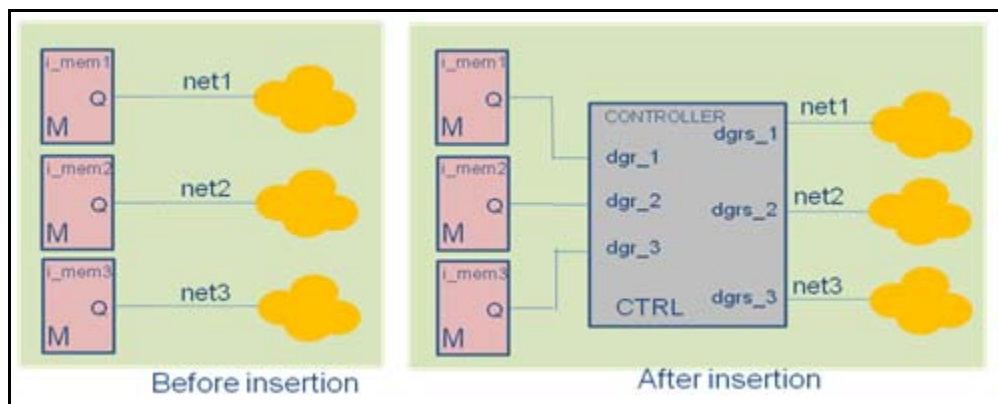 i_mem1
Q
M
net1
i_mem2
Q
M
net2
i_mem3
Q
M
net3
Before insertion
i_mem1
Q
M
i_mem2
Q
M
i_mem3
Q
M
CONTROLLER
dgrs_1
dgr_1
dgr_2
dgrs_2
dgr_3
dgrs_3
CTRL
net1
net2
net3
After insertion